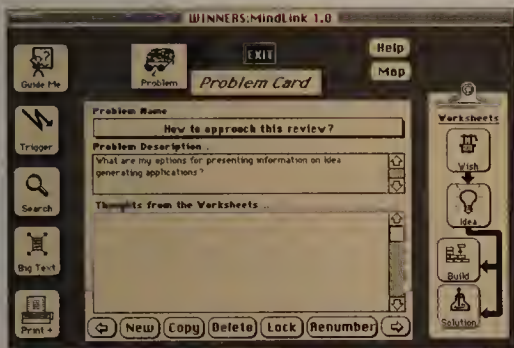 WINNERS:MindLink 1.0
EXIT
Help
Map
Guide Me
Problem
Problem Card
Trigger
Search
Big Text
Print +
Problem Name
How to approach this review?
Problem Description .
What are my options for presenting information on idea
generating applications?
Thoughts from the Worksheets ..
New
Copy
Delete
Lock
Renumber
Worksheets
Wish
Idea
Build
Solution